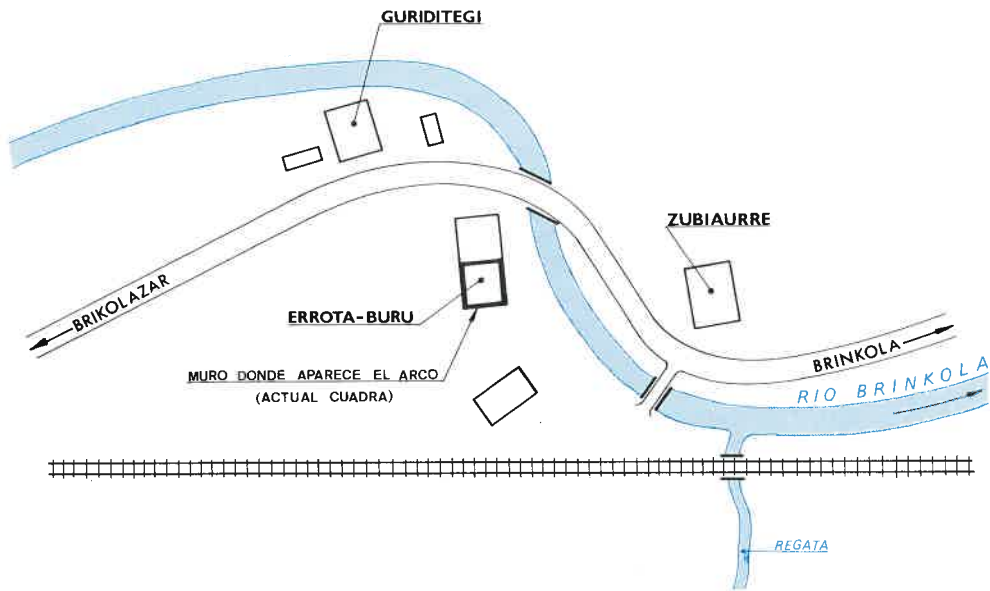 GURIDITEGI
ZUBIAURRE
BRIKOLAZAR
ERROTA-BURU
MURO DONDE APARECE EL ARCO
(ACTUAL CUADRA)
BRINKOLA
RIO BRINKOLA
REGATA